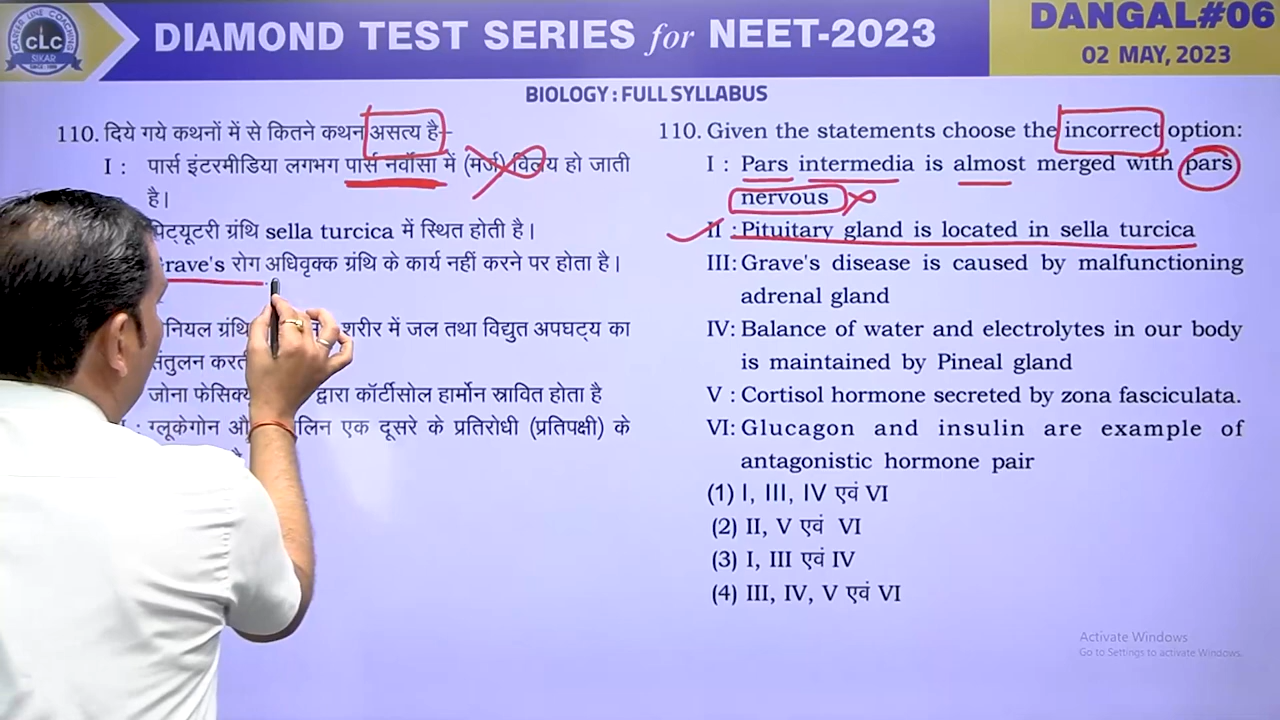 CAREER LINE COACHING
CLC
SIKAR
DIAMOND TEST SERIES for NEET-2023
DANGAL#06
02 MAY, 2023
BIOLOGY : FULL SYLLABUS
110. दिये गये कथनों में से कितने कथन असत्य है-
I : पार्स इंटरमीडिया लगभग पार्स नर्वोसा में (मर्ज) विलय हो जाती
है।
पिट्यूटरी ग्रंथि sella turcica में स्थित होती है।
Grave's रोग अधिवृक्क ग्रंथि के कार्य नहीं करने पर होता है।
ग्रंथि शरीर में जल तथा विद्युत अपघट्य का
संतुलन
जोना द्वारा कॉर्टीसोल हार्मोन स्रावित होता है
: ग्लूकेगोन एक दूसरे के प्रतिरोधी (प्रतिपक्षी) के
110. Given the statements choose the incorrect option:
I : Pars intermedia is almost merged with pars
nervous
II : Pituitary gland is located in sella turcica
III: Grave's disease is caused by malfunctioning
adrenal gland
IV: Balance of water and electrolytes in our body
is maintained by Pineal gland
V : Cortisol hormone secreted by zona fasciculata.
VI: Glucagon and insulin are example of
antagonistic hormone pair
(1) I, III, IV एवं VI
(2) II, V एवं VI
(3) I, III एवं IV
(4) III, IV, V एवं VI
Activate Windows
Go to Settings to activate Windows.